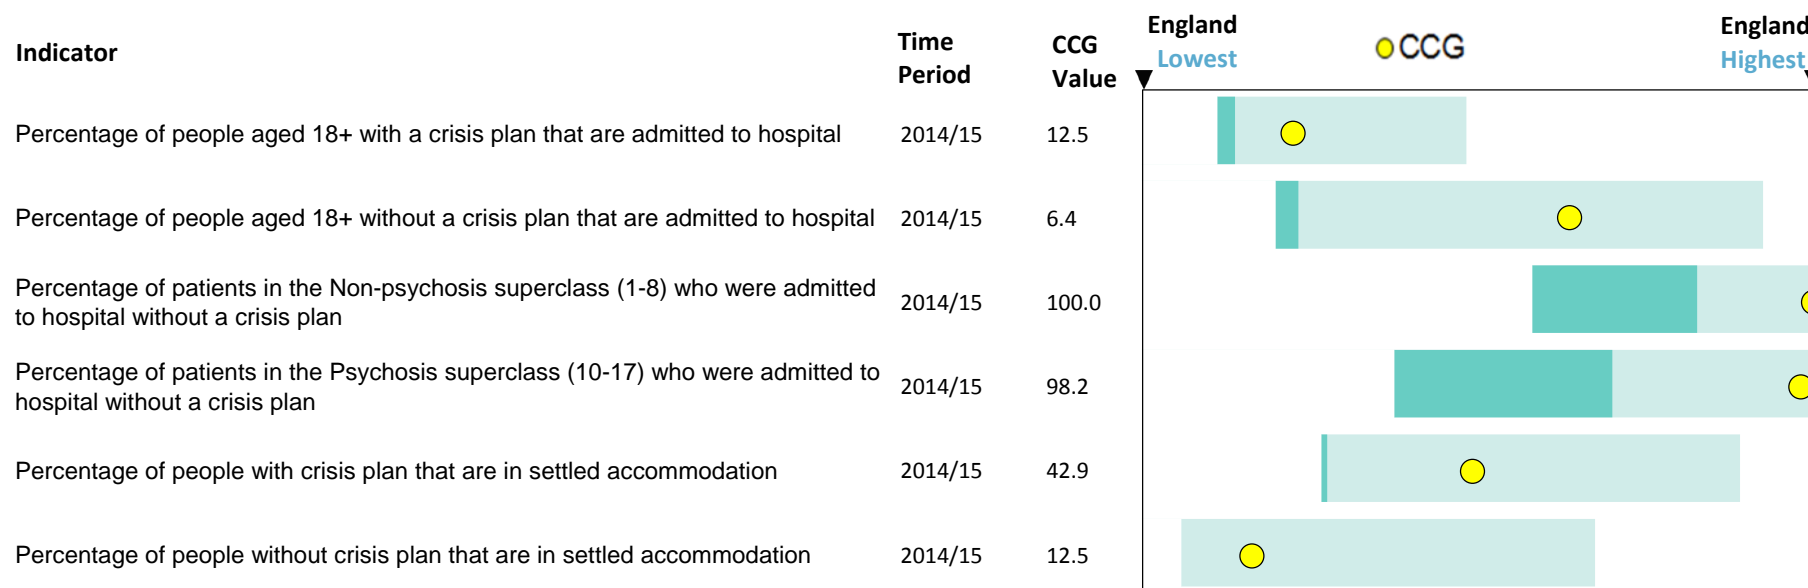 Indicator
Time
Period
CCG
Value
England
Lowest
CCG
England
Highest
Percentage of people aged 18+ with a crisis plan that are admitted to hospital 2014/15 12.5
Percentage of people aged 18+ without a crisis plan that are admitted to hospital 2014/15 6.4
Percentage of patients in the Non-psychosis superclass (1-8) who were admitted
to hospital without a crisis plan 2014/15 100.0
Percentage of patients in the Psychosis superclass (10-17) who were admitted to
hospital without a crisis plan 2014/15 98.2
Percentage of people with crisis plan that are in settled accommodation 2014/15 42.9
Percentage of people without crisis plan that are in settled accommodation 2014/15 12.5